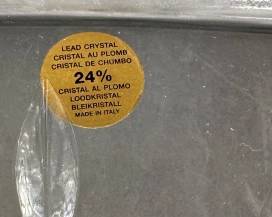 LEAD CRYSTAL
CRISTAL AU PLOMB
CRISTAL DE CHUMBO
24%
CRISTAL AL PLOMO
LOODKRISTAL
BLEIKRISTALL
MADE IN ITALY